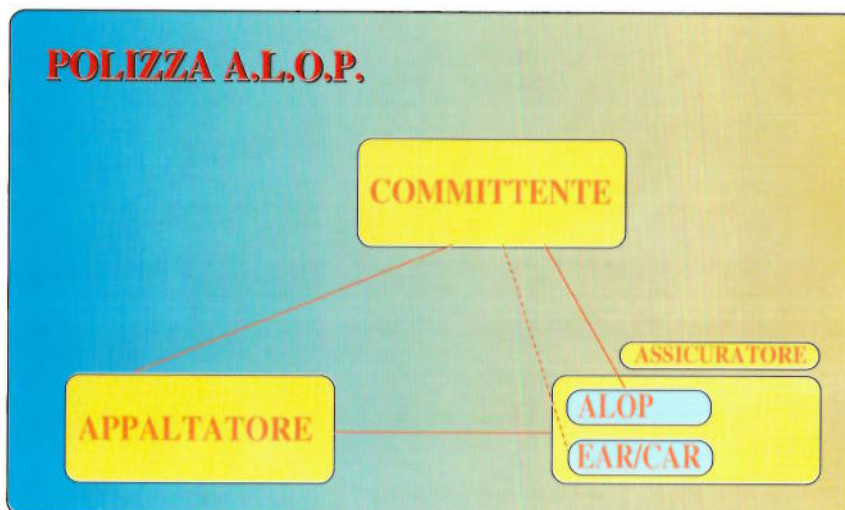 POLIZZA A.L.O.P.
COMMITTENTE
ASSICURATORE
APPALTATORE
ALOP
EAR/CAR